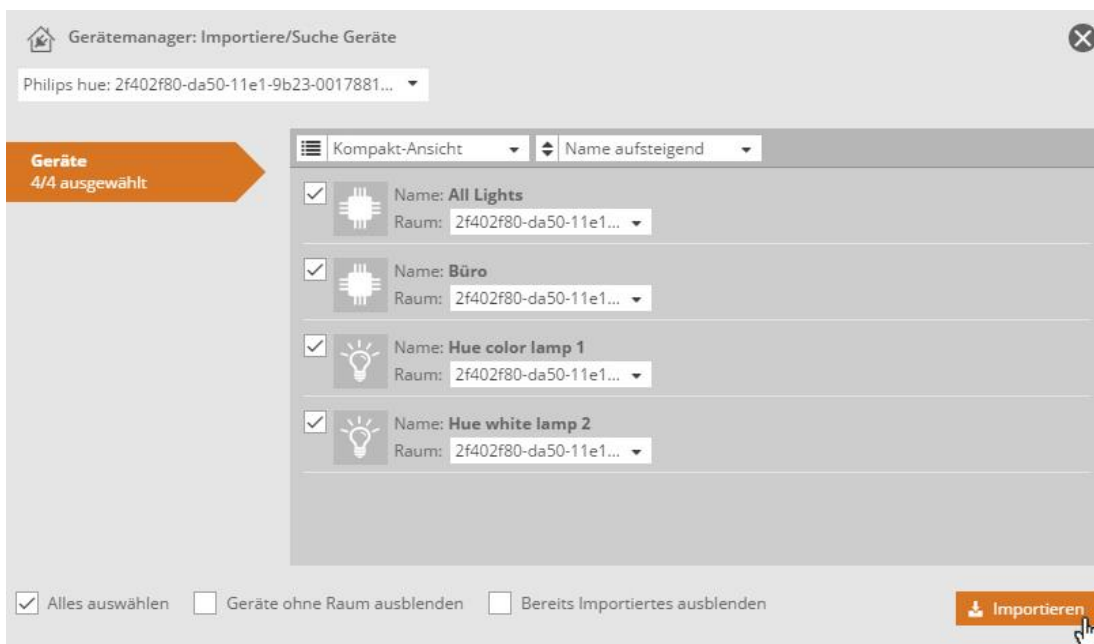 Gerätemanager: Importiere/Suche Geräte
Philips hue: 2f402f80-da50-11e1-9b23-0017881...
Kompakt-Ansicht Name aufsteigend
Geräte
4/4 ausgewählt
Name: All Lights
Raum: 2f402f80-da50-11e1...
Name: Büro
Raum: 2f402f80-da50-11e1...
Name: Hue color lamp 1
Raum: 2f402f80-da50-11e1...
Name: Hue white lamp 2
Raum: 2f402f80-da50-11e1...
Alles auswählen Geräte ohne Raum ausblenden Bereits Importiertes ausblenden Importieren